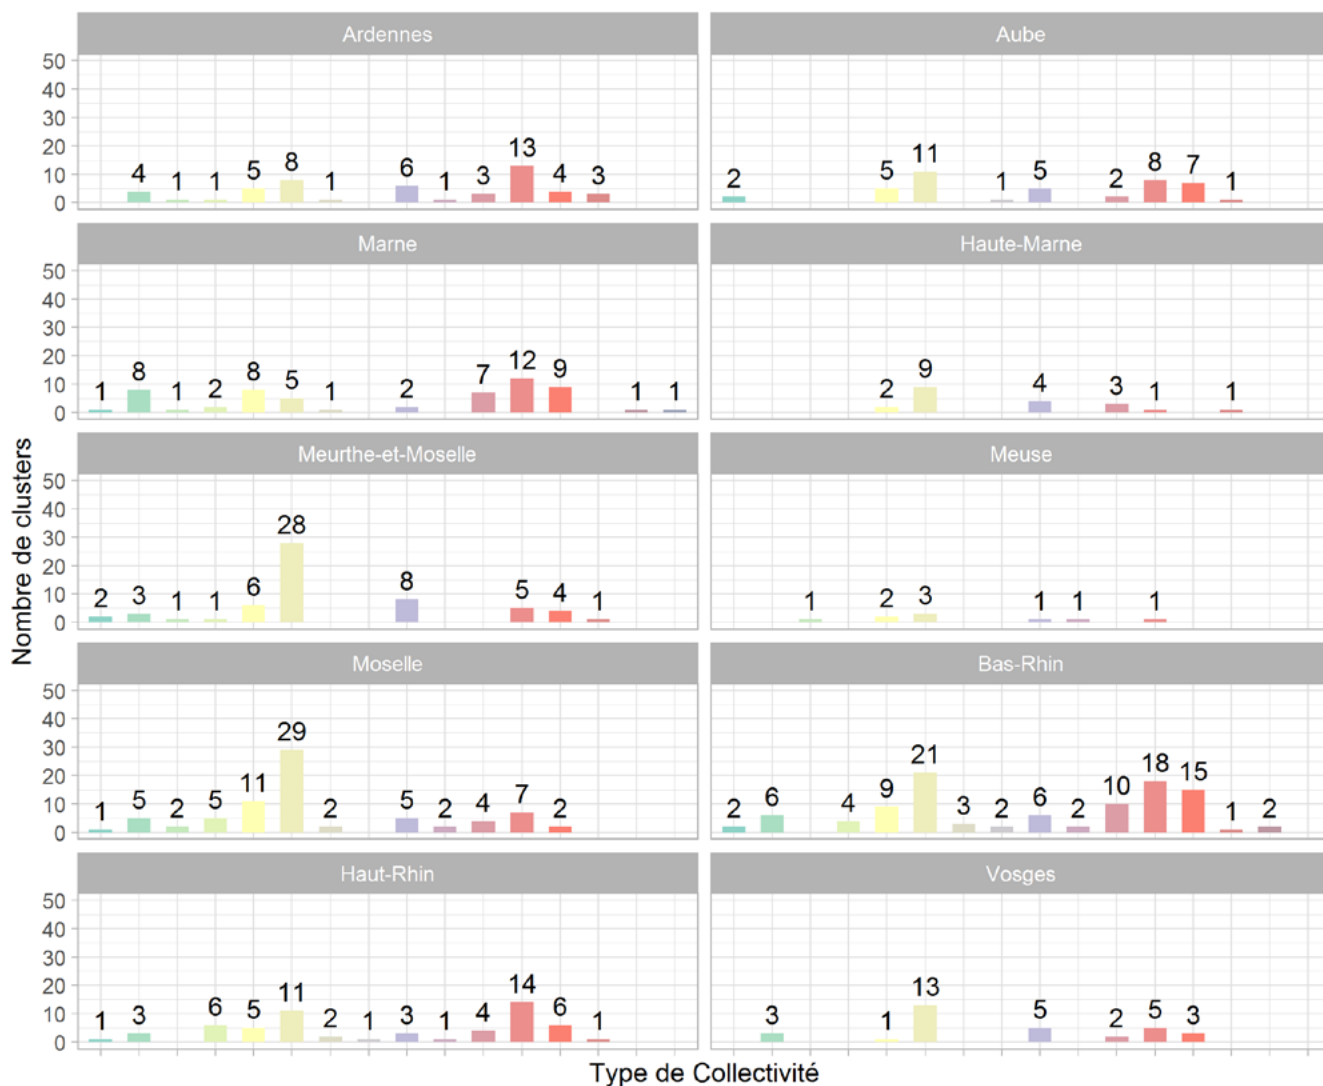 Ardennes
50
40
30
20
10
0
4 1 1 5 8 1 6 1 3 13 4 3
Aube
2 5 11 1 5 2 8 7 1
Marne
50
40
30
20
10
0
1 8 1 2 8 5 1 2 7 12 9 1 1
Haute-Marne
2 9 4 3 1 1
Meurthe-et-Moselle
50
40
30
20
10
0
2 3 1 1 6 28 8 5 4 1
Meuse
1 2 3 1 1 1
Moselle
50
40
30
20
10
0
1 5 2 5 11 29 2 5 2 4 7 2
Bas-Rhin
2 6 4 9 21 3 2 6 2 10 18 15 1 2
Haut-Rhin
50
40
30
20
10
0
1 3 6 5 11 2 1 3 1 4 14 6 1
Vosges
3 1 13 5 2 5 3
Nombre de clusters
Type de Collectivité